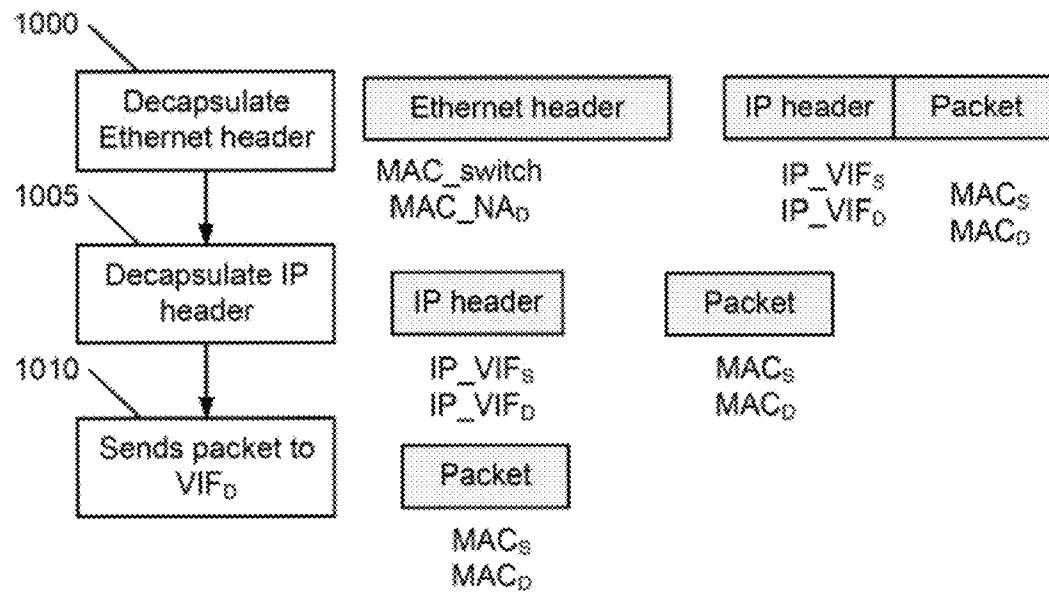 1000
Decapsulate
Ethernet header
Ethernet header
IP header
Packet
MAC_switch
MAC_NA_D
IP_VIF_S
IP_VIF_D
MAC_S
MAC_D
1005
Decapsulate IP
header
IP header
Packet
IP_VIF_S
IP_VIF_D
MAC_S
MAC_D
1010
Sends packet to
VIF_D
Packet
MAC_S
MAC_D